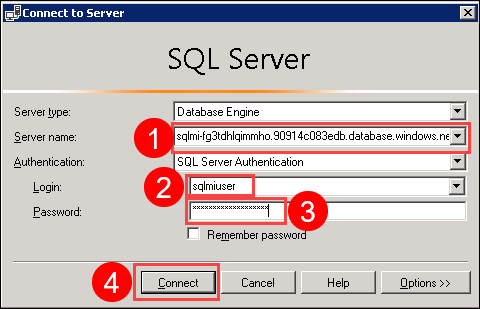 Connect to Server
SQL Server
Server type: Database Engine
1
Server name: sqlmi-fg3tdhlqimmho.90914c083edb.database.windows.ne
Authentication: SQL Server Authentication
2
Login: sqlmiuser
Password: ×××××××××××××××××××
3
Remember password
4
Connect Cancel Help Options >>